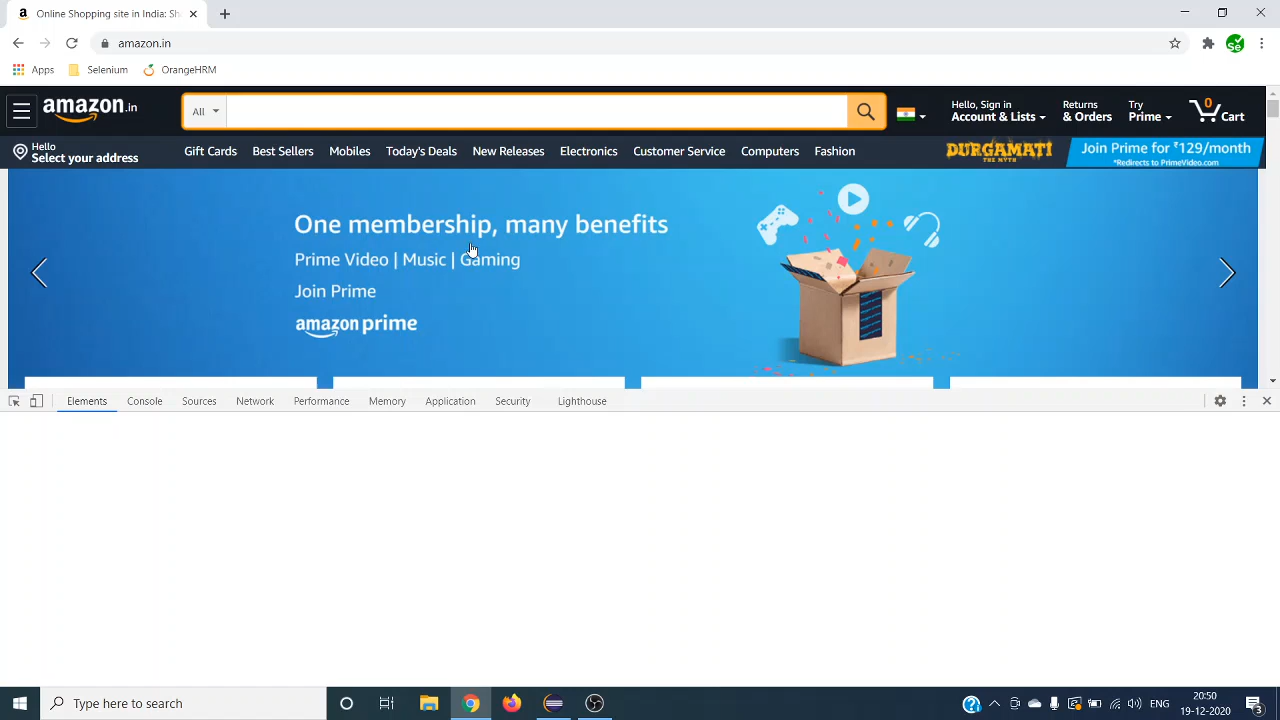 Online Shopping site in India: Sh
amazon.in
Apps Selenium OrangeHRM
amazon.in
All
Hello, Sign in
Account & Lists
Returns
& Orders
Try
Prime
0
Cart
Hello
Select your address
Gift Cards Best Sellers Mobiles Today's Deals New Releases Electronics Customer Service Computers Fashion
DURGAMATI
THE MYTH
Join Prime for ₹129/month
*Redirects to PrimeVideo.com
One membership, many benefits
Prime Video | Music | Gaming
Join Prime
amazon prime
Elements Console Sources Network Performance Memory Application Security Lighthouse
Type here to search
ENG
20:50
19-12-2020
3